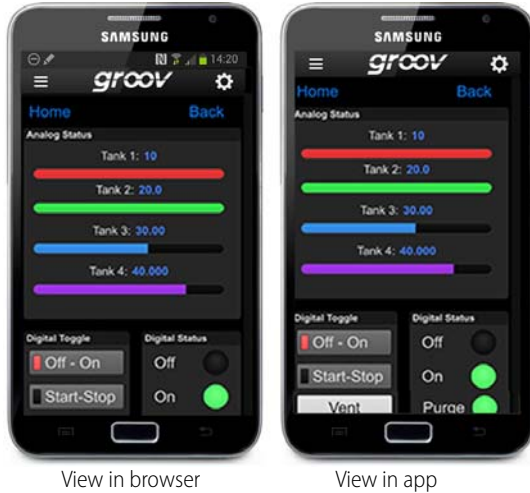 SAMSUNG
14:20
groov
Home Back
Analog Status
Tank 1: 10
Tank 2: 20.0
Tank 3: 30.00
Tank 4: 40.000
Digital Toggle Digital Status
Off - On Off
Start-Stop On
View in browser
SAMSUNG
groov
Home Back
Analog Status
Tank 1: 10
Tank 2: 20.0
Tank 3: 30.00
Tank 4: 40.000
Digital Toggle Digital Status
Off - On Off
Start-Stop On
Vent Purge
View in app